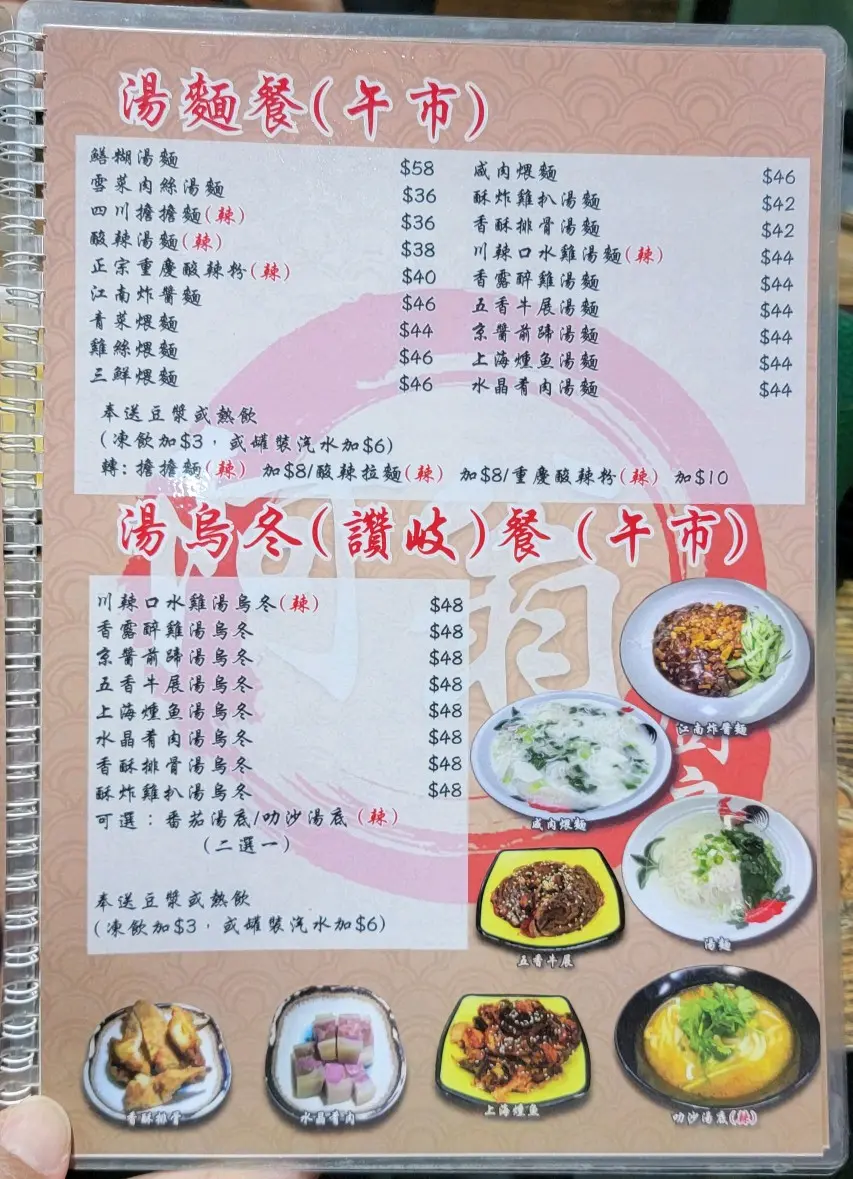 湯麵餐(午市)
鱔糊湯麵 $58
雪菜肉絲湯麵 $36
四川擔擔麵(辣) $36
酸辣湯麵(辣) $38
正宗重慶酸辣粉(辣) $40
江南炸醬麵 $46
青菜煨麵 $44
雞絲煨麵 $46
三鮮煨麵 $46
咸肉煨麵 $46
酥炸雞扒湯麵 $42
香酥排骨湯麵 $42
川辣口水雞湯麵(辣) $44
香露醉雞湯麵 $44
五香牛展湯麵 $44
京醬前蹄湯麵 $44
上海燻魚湯麵 $44
水晶肴肉湯麵 $44
奉送豆漿或熱飲
(凍飲加$3，或罐裝汽水加$6)
轉: 擔擔麵(辣) 加$8/酸辣拉麵(辣) 加$8/重慶酸辣粉(辣) 加$10
湯烏冬(讚岐)餐 (午市)
川辣口水雞湯烏冬(辣) $48
香露醉雞湯烏冬 $48
京醬前蹄湯烏冬 $48
五香牛展湯烏冬 $48
上海燻魚湯烏冬 $48
水晶肴肉湯烏冬 $48
香酥排骨湯烏冬 $48
酥炸雞扒湯烏冬 $48
可選：番茄湯底/叻沙湯底 (辣)
(二選一)
奉送豆漿或熱飲
(凍飲加$3，或罐裝汽水加$6)
江南炸醬麵
咸肉煨麵
湯麵
五香牛展
香酥排骨
水晶肴肉
上海燻魚
叻沙湯底(辣)